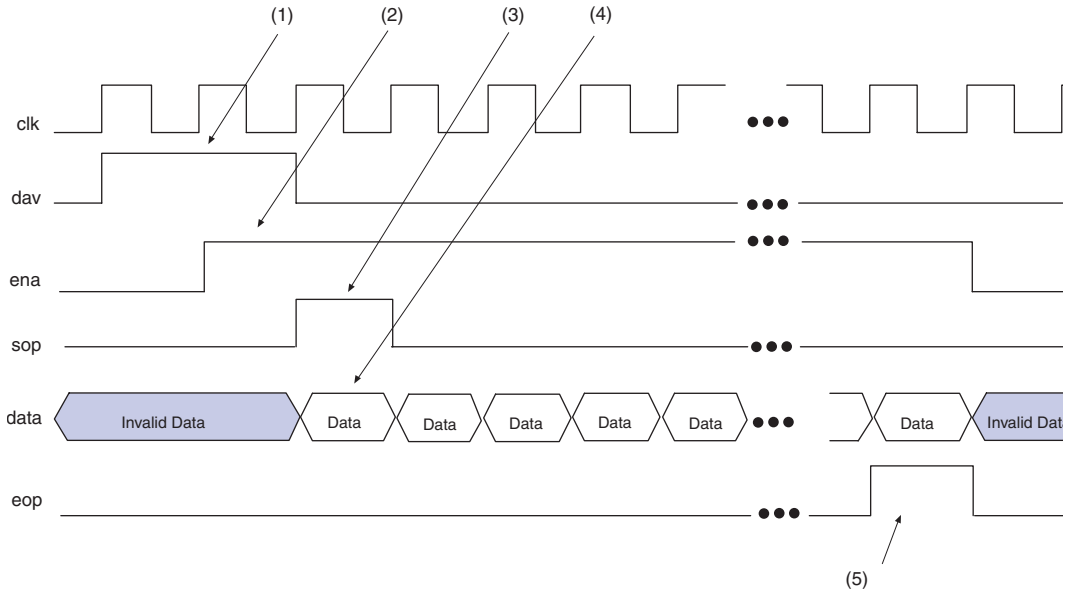 (1) (2) (3) (4)
clk
dav
ena
sop
data Invalid Data Data Data Data Data Data Data Invalid Dat
eop
(5)